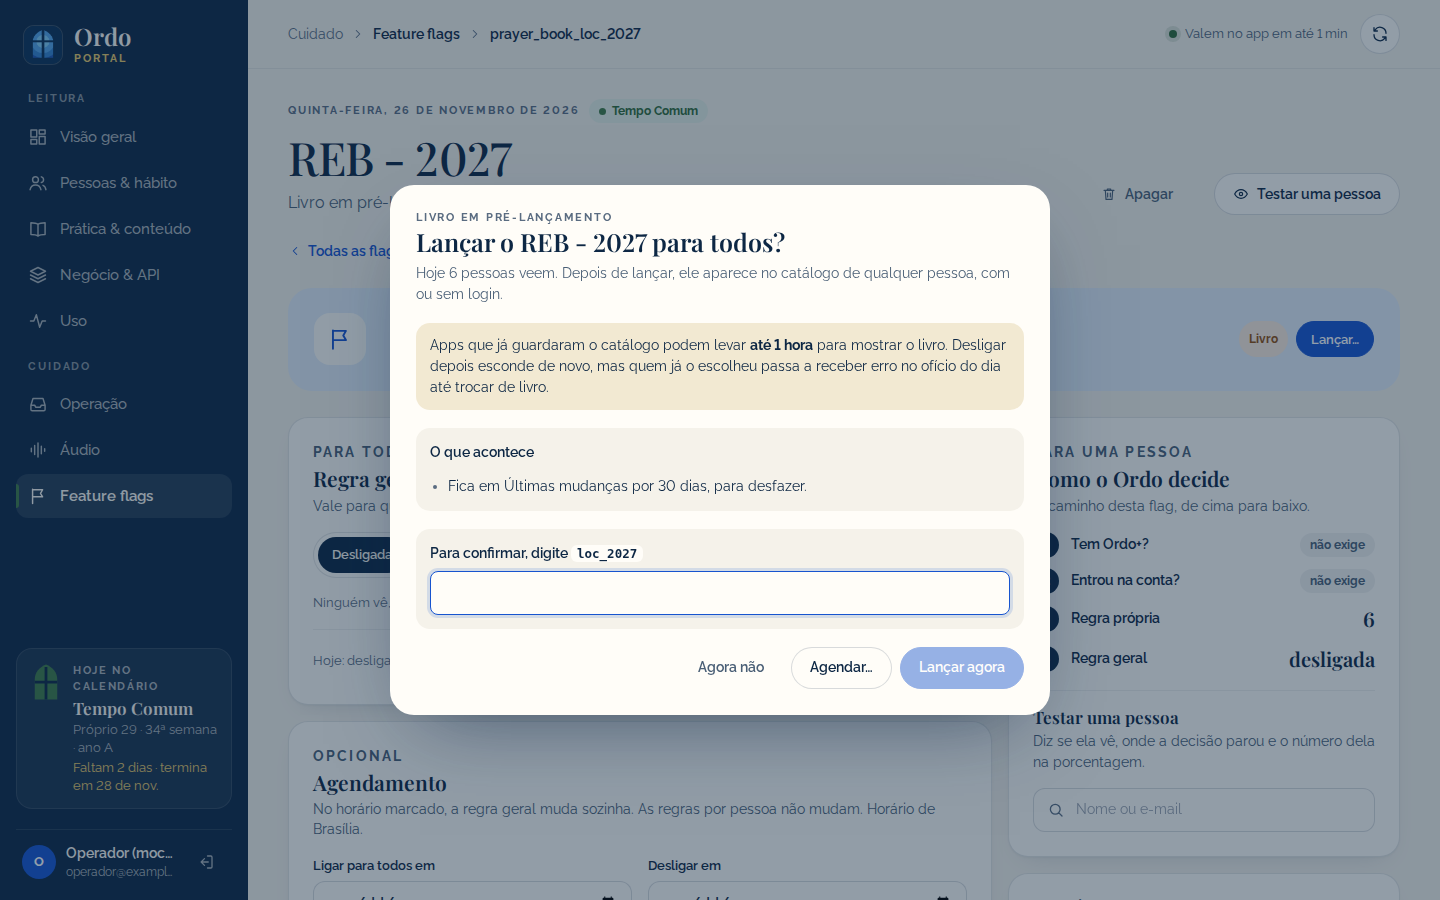 Ordo
PORTAL
LEITURA
Visão geral
Pessoas & hábito
Prática & conteúdo
Negócio & API
Uso
CUIDADO
Operação
Áudio
Feature flags
HOJE NO
CALENDÁRIO
Tempo Comum
Próprio 29 · 34ª semana
· ano A
Faltam 2 dias · termina
em 28 de nov.
O
Operador (moc…
operador@exampl…
Cuidado
Feature flags
prayer_book_loc_2027
Valem no app em até 1 min
QUINTA-FEIRA, 26 DE NOVEMBRO DE 2026
Tempo Comum
REB - 2027
Livro em pré-l
Apagar
Testar uma pessoa
Todas as flag
Livro
Lançar…
LIVRO EM PRÉ-LANÇAMENTO
Lançar o REB - 2027 para todos?
Hoje 6 pessoas veem. Depois de lançar, ele aparece no catálogo de qualquer pessoa, com
ou sem login.
Apps que já guardaram o catálogo podem levar até 1 hora para mostrar o livro. Desligar
depois esconde de novo, mas quem já o escolheu passa a receber erro no ofício do dia
até trocar de livro.
O que acontece
• Fica em Últimas mudanças por 30 dias, para desfazer.
Para confirmar, digite loc_2027
Agora não
Agendar…
Lançar agora
PARA TOD
Regra ge
Vale para q
Desligada
Ninguém vê,
Hoje: desliga
ARA UMA PESSOA
omo o Ordo decide
caminho desta flag, de cima para baixo.
Tem Ordo+?
não exige
Entrou na conta?
não exige
Regra própria
6
Regra geral
desligada
Testar uma pessoa
Diz se ela vê, onde a decisão parou e o número dela
na porcentagem.
Nome ou e-mail
OPCIONAL
Agendamento
No horário marcado, a regra geral muda sozinha. As regras por pessoa não mudam. Horário de
Brasília.
Ligar para todos em
Desligar em